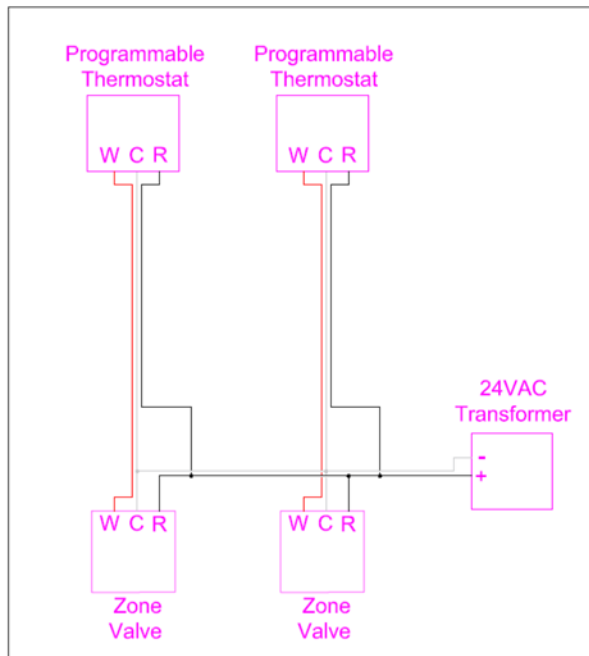 Programmable
Thermostat
Programmable
Thermostat
W C R
W C R
24VAC
Transformer
-
+
W C R
W C R
Zone
Valve
Zone
Valve